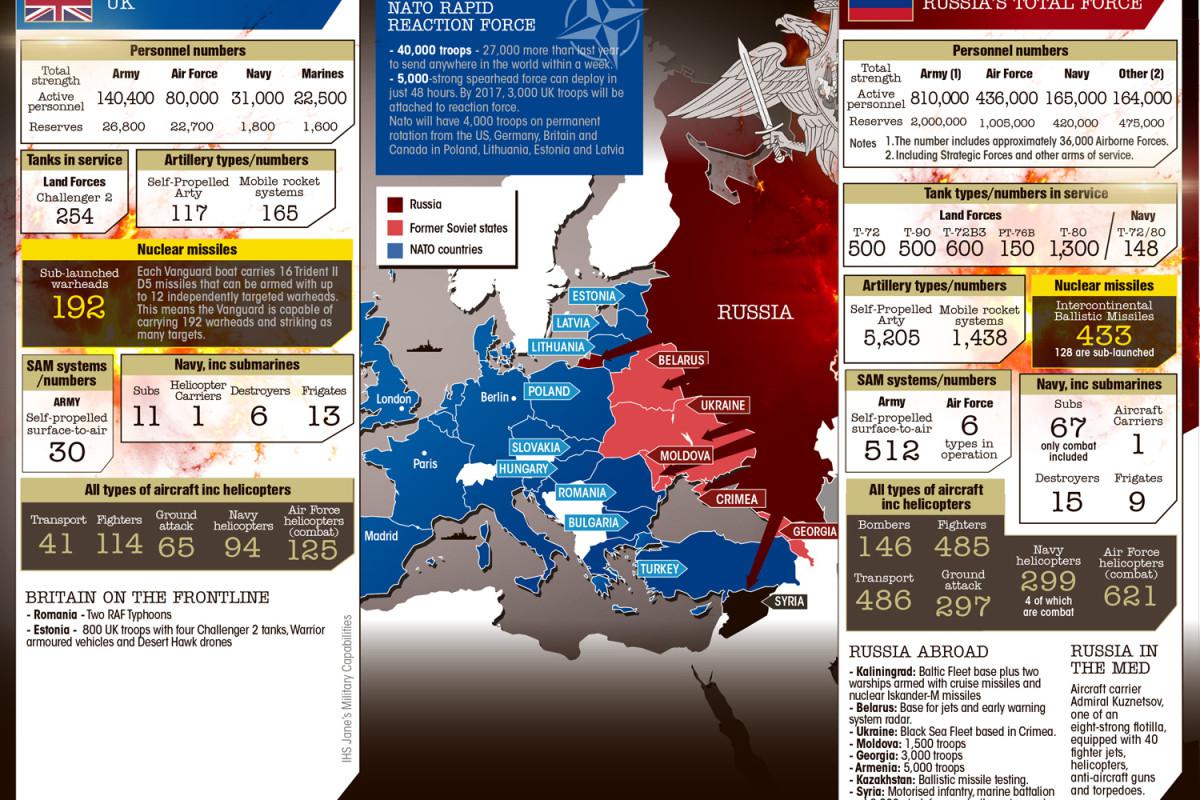 UK
Personnel numbers
Total strength Army Air Force Navy Marines
Active personnel 140,400 80,000 31,000 22,500
Reserves 26,800 22,700 1,800 1,600
Tanks in service
Land Forces
Challenger 2
254
Artillery types/numbers
Self-Propelled Arty
117
Mobile rocket systems
165
Nuclear missiles
Sub-launched warheads
192
Each Vanguard boat carries 16 Trident II
D5 missiles that can be armed with up
to 12 independently targeted warheads.
This means the Vanguard is capable of
carrying 192 warheads and striking as
many targets.
SAM systems
/numbers
ARMY
Self-propelled
surface-to-air
30
Navy, inc submarines
Subs
11
Helicopter Carriers
1
Destroyers
6
Frigates
13
All types of aircraft inc helicopters
Transport
41
Fighters
114
Ground attack
65
Navy helicopters
94
Air Force helicopters (combat)
125
BRITAIN ON THE FRONTLINE
- Romania - Two RAF Typhoons
- Estonia - 800 UK troops with four Challenger 2 tanks, Warrior
armoured vehicles and Desert Hawk drones
IHS Jane's Military Capabilities
NATO RAPID
REACTION FORCE
- 40,000 troops - 27,000 more than last year -
to send anywhere in the world within a week.
- 5,000-strong spearhead force can deploy in
just 48 hours. By 2017, 3,000 UK troops will be
attached to reaction force.
Nato will have 4,000 troops on permanent
rotation from the US, Germany, Britain and
Canada in Poland, Lithuania, Estonia and Latvia
Russia
Former Soviet states
NATO countries
ESTONIA
LATVIA
LITHUANIA
RUSSIA
BELARUS
POLAND
London
Berlin
UKRAINE
SLOVAKIA
MOLDOVA
Paris
HUNGARY
ROMANIA
CRIMEA
BULGARIA
Madrid
GEORGIA
TURKEY
SYRIA
RUSSIA'S TOTAL FORCE
Personnel numbers
Total strength Army (1) Air Force Navy Other (2)
Active personnel 810,000 436,000 165,000 164,000
Reserves 2,000,000 1,005,000 420,000 475,000
Notes 1.The number includes approximately 36,000 Airborne Forces.
2. Including Strategic Forces and other arms of service.
Tank types/numbers in service
Land Forces
Navy
T-72 T-90 T-72B3 PT-76B T-80 T-72/80
500 500 600 150 1,300 148
Artillery types/numbers
Self-Propelled Arty
5,205
Mobile rocket systems
1,438
Nuclear missiles
Intercontinental
Ballistic Missiles
433
128 are sub-launched
SAM systems/numbers
Army
Self-propelled
surface-to-air
512
Air Force
6
types in
operation
Navy, inc submarines
Subs
67
only combat
included
Aircraft Carriers
1
Destroyers
15
Frigates
9
All types of aircraft
inc helicopters
Bombers
146
Fighters
485
Transport
486
Ground attack
297
Navy helicopters
299
4 of which
are combat
Air Force helicopters (combat)
621
RUSSIA ABROAD
- Kaliningrad: Baltic Fleet base plus two
warships armed with cruise missiles and
nuclear Iskander-M missiles
- Belarus: Base for jets and early warning
system radar.
- Ukraine: Black Sea Fleet based in Crimea.
- Moldova: 1,500 troops
- Georgia: 3,000 troops
- Armenia: 5,000 troops
- Kazakhstan: Ballistic missile testing.
- Syria: Motorised infantry, marine battalion
RUSSIA IN
THE MED
Aircraft carrier
Admiral Kuznetsov,
one of an
eight-strong flotilla,
equipped with 40
fighter jets,
helicopters,
anti-aircraft guns
and torpedoes.